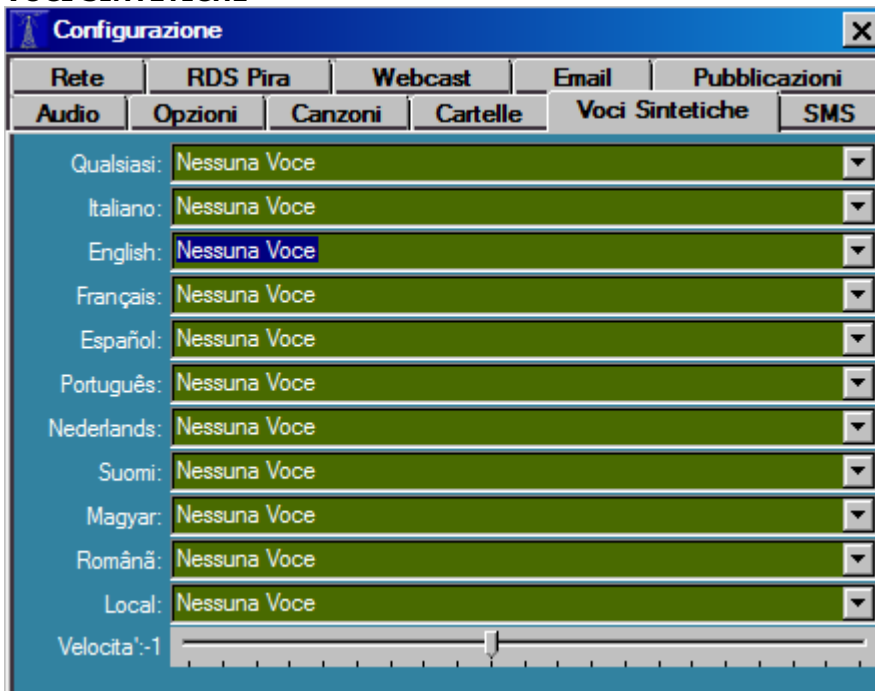 Configurazione
Rete RDS Pira Webcast Email Pubblicazioni
Audio Opzioni Canzoni Cartelle Voci Sintetiche SMS
Qualsiasi: Nessuna Voce
Italiano: Nessuna Voce
English: Nessuna Voce
Français: Nessuna Voce
Español: Nessuna Voce
Português: Nessuna Voce
Nederlands: Nessuna Voce
Suomi: Nessuna Voce
Magyar: Nessuna Voce
Românã: Nessuna Voce
Local: Nessuna Voce
Velocita':-1